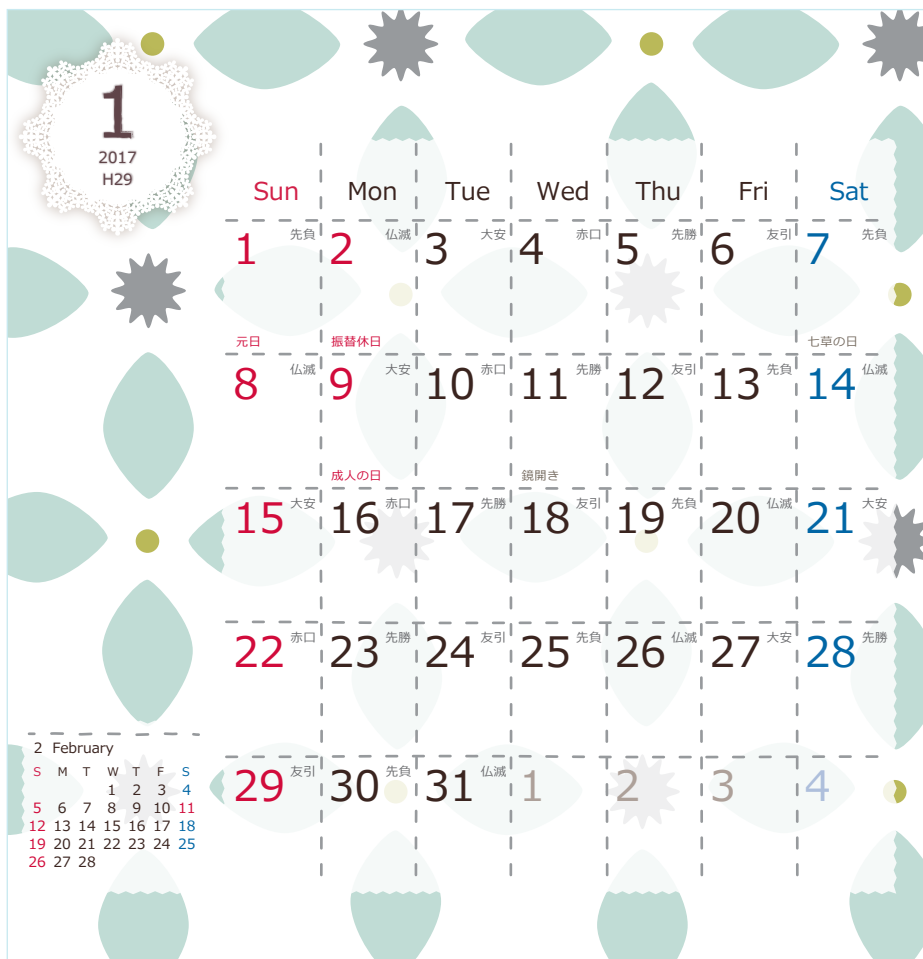 1
2017
H29
Sun Mon Tue Wed Thu Fri Sat
1 先負 2 仏滅 3 大安 4 赤口 5 先勝 6 友引 7 先負
元日 振替休日 七草の日
8 仏滅 9 大安 10 赤口 11 先勝 12 友引 13 先負 14 仏滅
成人の日 鏡開き
15 大安 16 赤口 17 先勝 18 友引 19 先負 20 仏滅 21 大安
22 赤口 23 先勝 24 友引 25 先負 26 仏滅 27 大安 28 先勝
29 友引 30 先負 31 仏滅 1 2 3 4
2 February
S M T W T F S
1 2 3 4
5 6 7 8 9 10 11
12 13 14 15 16 17 18
19 20 21 22 23 24 25
26 27 28